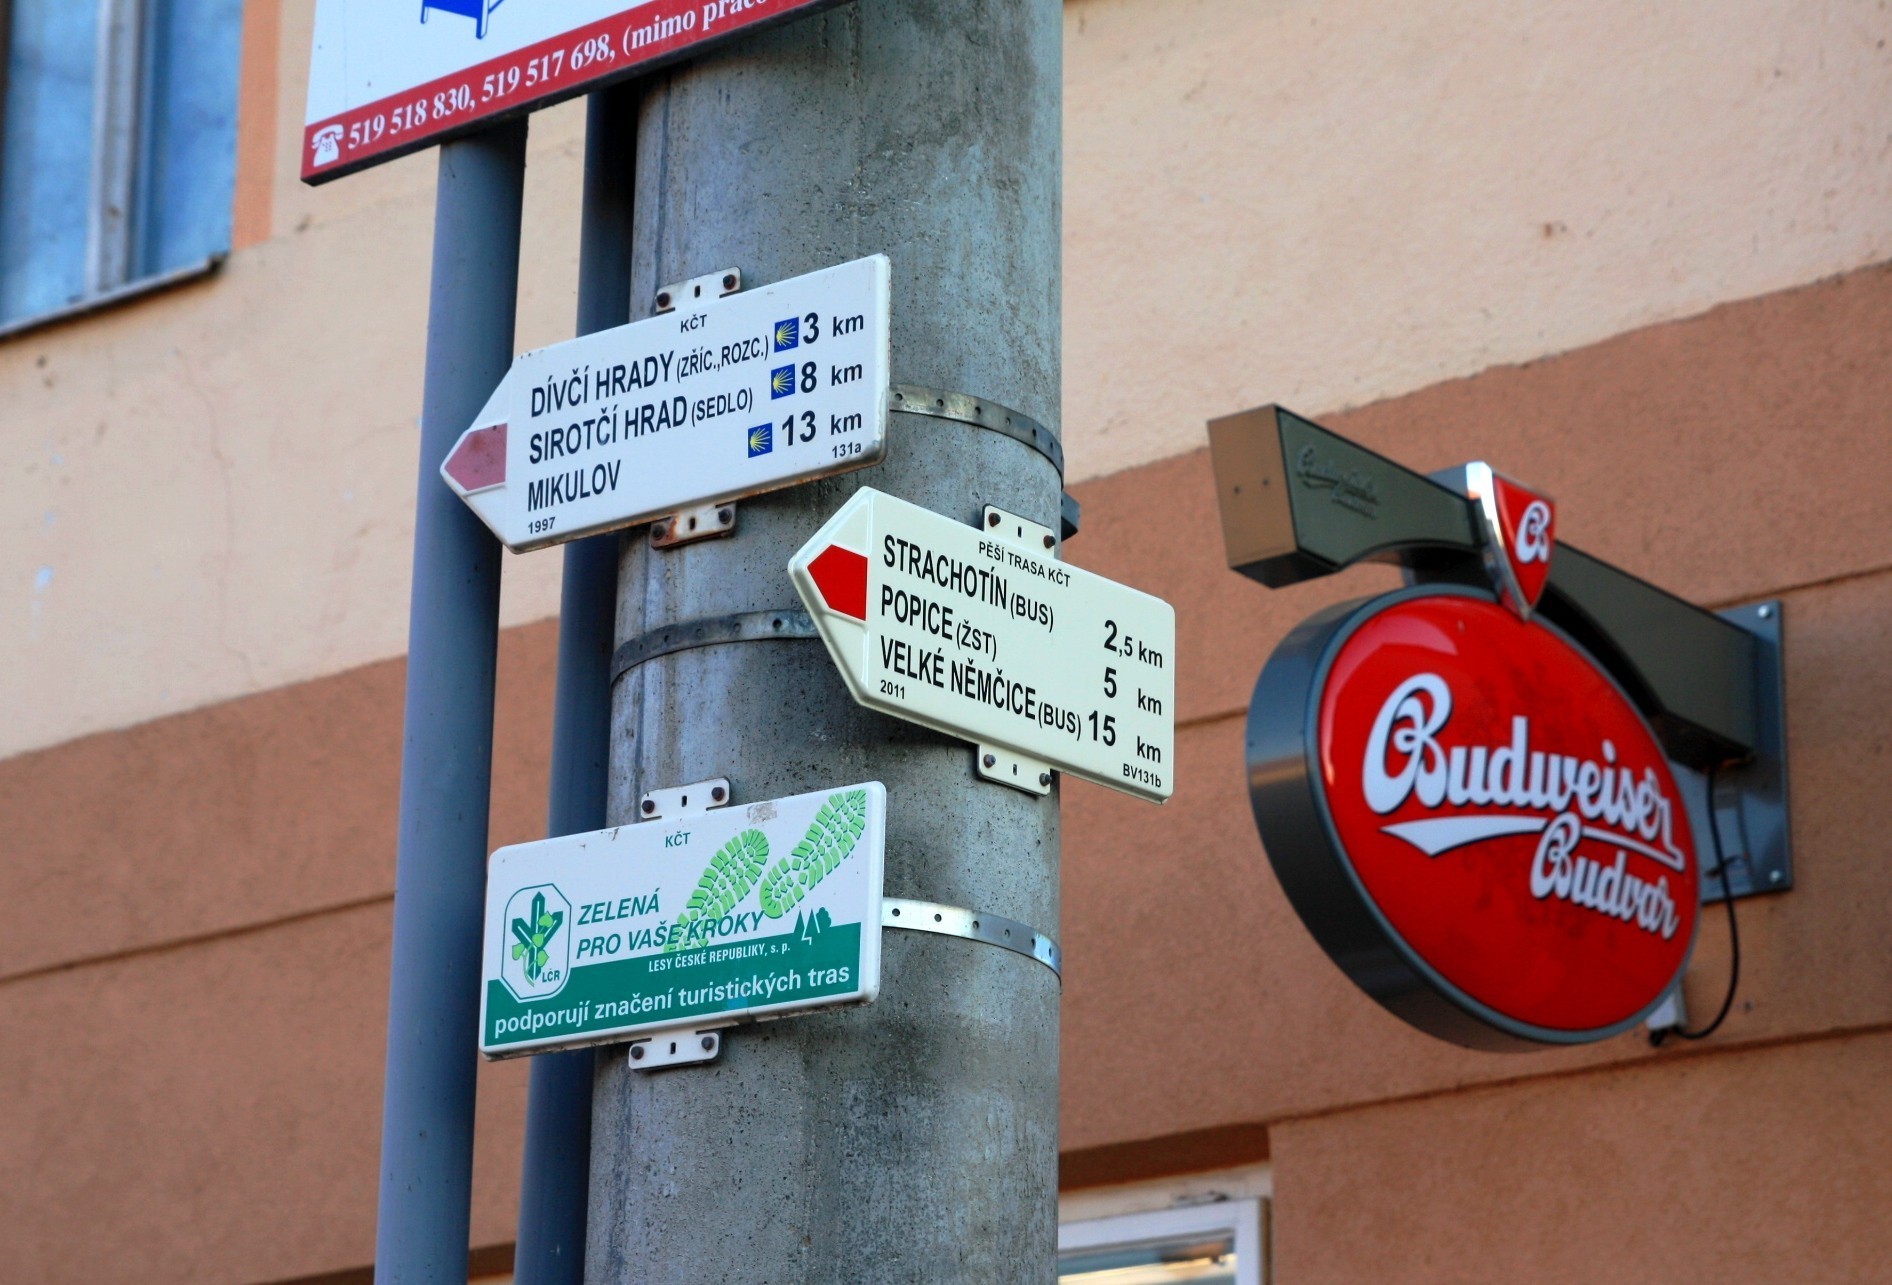 519 518 830, 519 517 698, (mimo
KČT
DÍVČÍ HRADY (ZŘÍC.,ROZC.) 3 km
SIROTČÍ HRAD (SEDLO) 8 km
MIKULOV 13 km
1997 131a
PĚŠÍ TRASA KČT
STRACHOTÍN (BUS) 2,5 km
POPICE (ŽST) 5 km
VELKÉ NĚMČICE (BUS) 15 km
2011 BV131b
KČT
ZELENÁ
PRO VAŠE KROKY
LČR
LESY ČESKÉ REPUBLIKY, s. p.
podporují značení turistických tras
B
Budweiser
Budvar